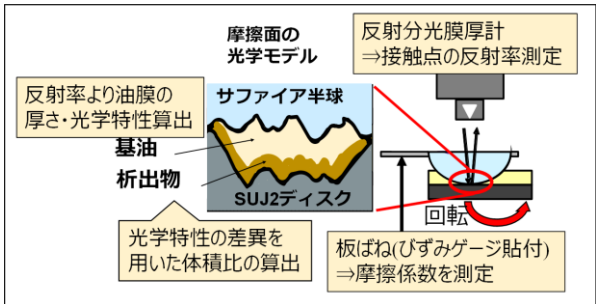 摩擦面の
光学モデル
反射分光膜厚計
⇒接触点の反射率測定
反射率より油膜の
厚さ・光学特性算出
サファイア半球
基油
析出物
SUJ2ディスク
回転
光学特性の差異を
用いた体積比の算出
板ばね(びずみゲージ貼付)
⇒摩擦係数を測定